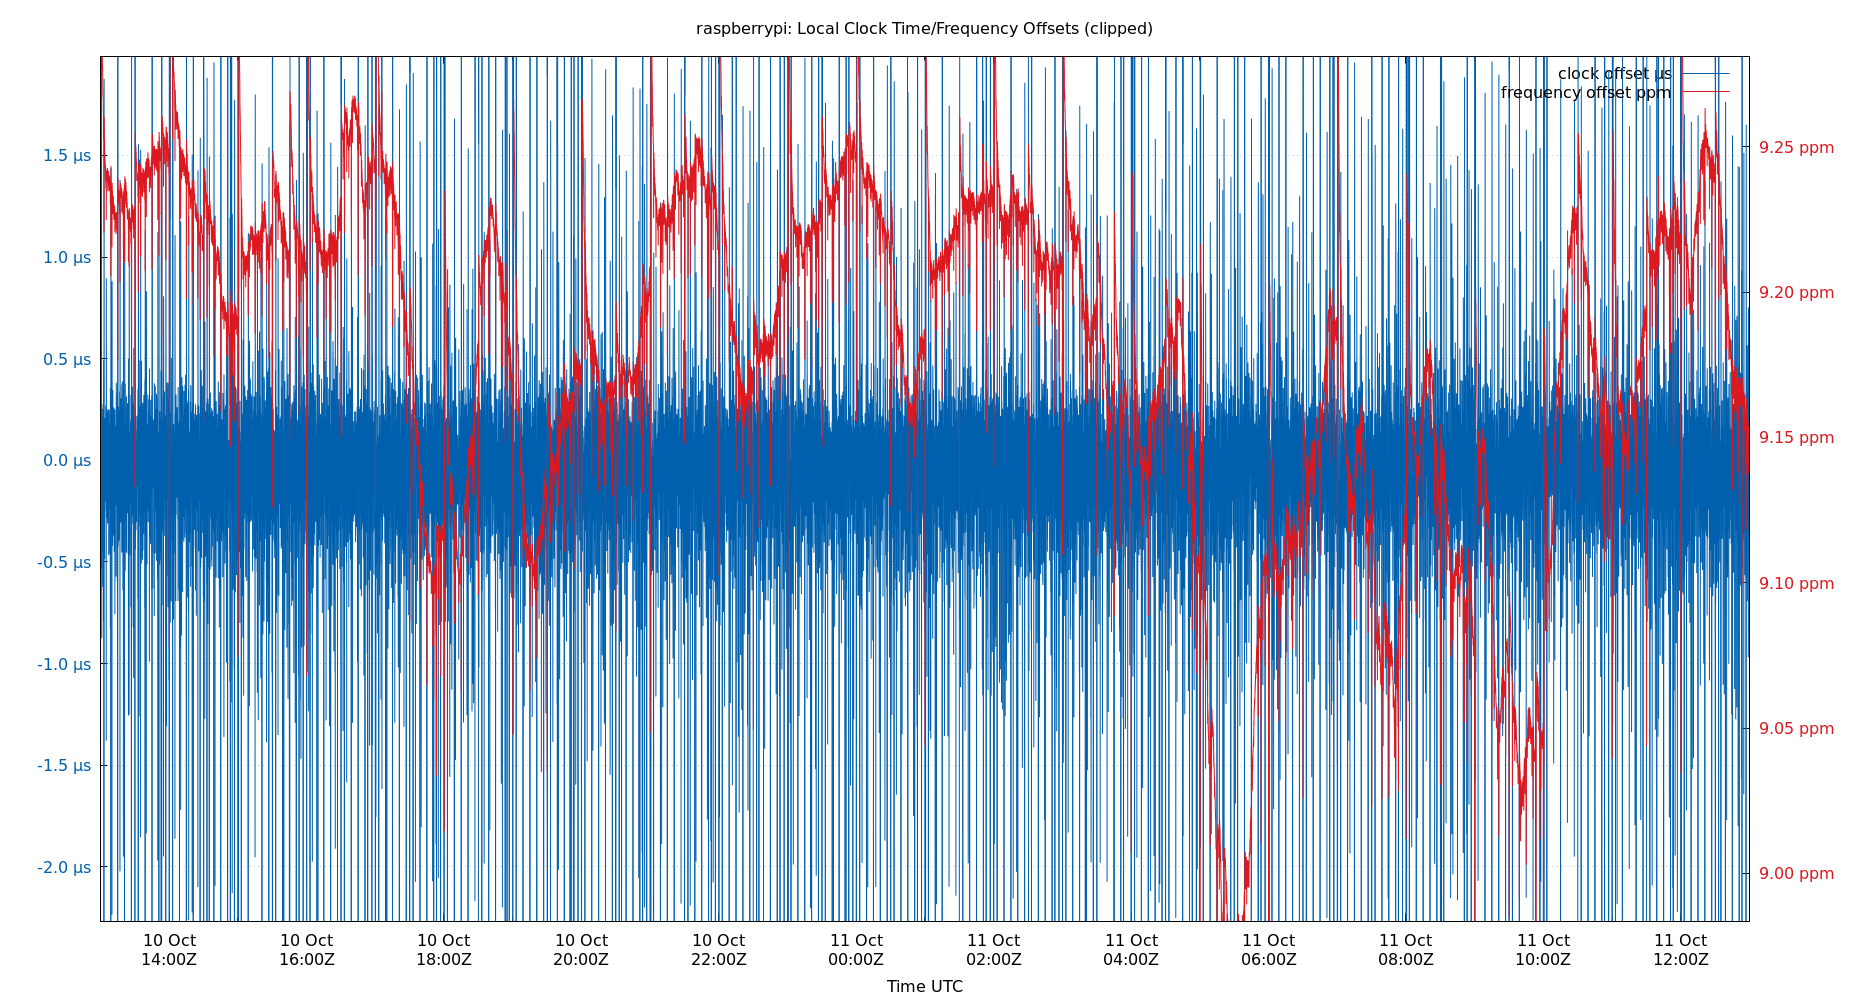 raspberrypi: Local Clock Time/Frequency Offsets (clipped)
clock offset µs
frequency offset ppm
1.5 µs
1.0 µs
0.5 µs
0.0 µs
-0.5 µs
-1.0 µs
-1.5 µs
-2.0 µs
9.25 ppm
9.20 ppm
9.15 ppm
9.10 ppm
9.05 ppm
9.00 ppm
10 Oct 10 Oct 10 Oct 10 Oct 10 Oct 11 Oct 11 Oct 11 Oct 11 Oct 11 Oct 11 Oct 11 Oct
14:00Z 16:00Z 18:00Z 20:00Z 22:00Z 00:00Z 02:00Z 04:00Z 06:00Z 08:00Z 10:00Z 12:00Z
Time UTC